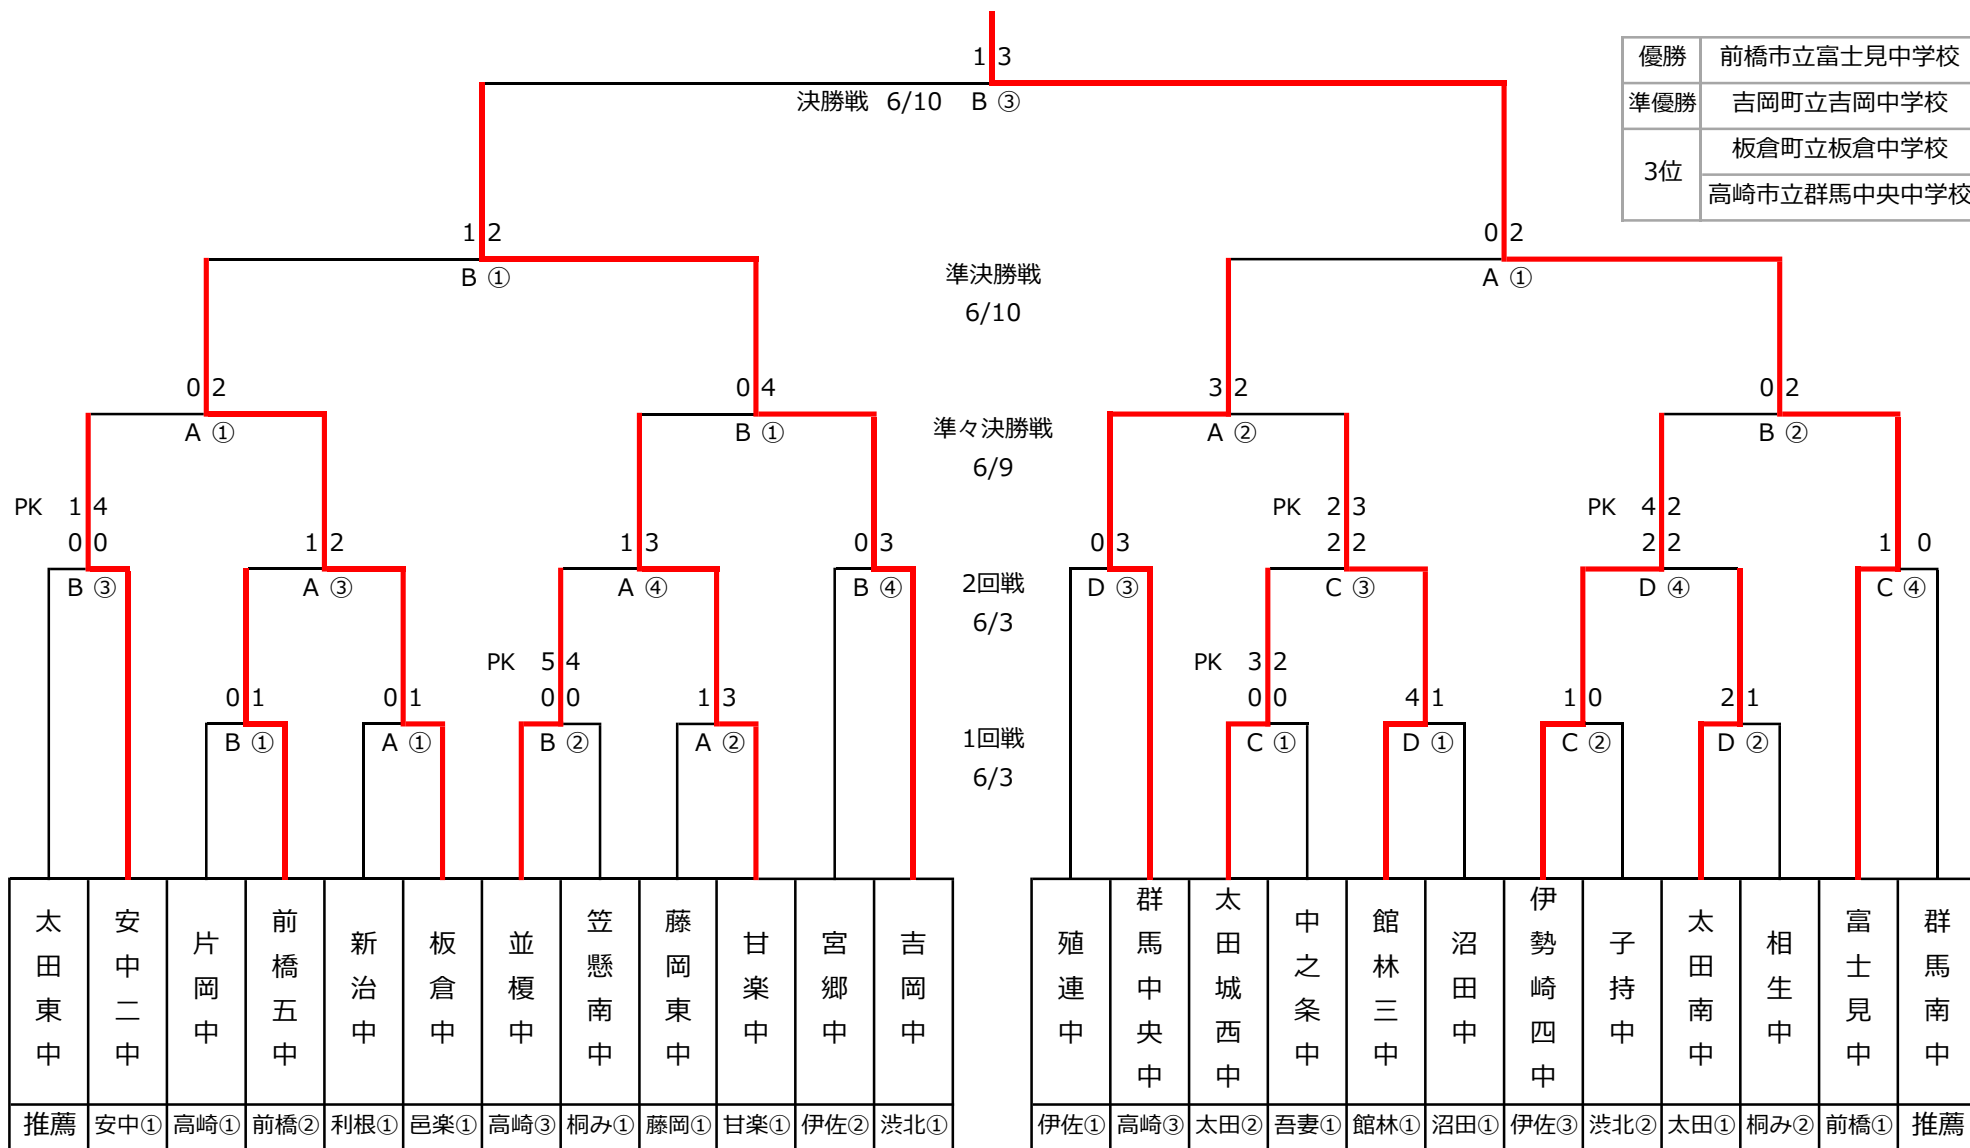 1 3
優勝 前橋市立富士見中学校
決勝戦 6/10 B ③
準優勝 吉岡町立吉岡中学校
板倉町立板倉中学校
3位
高崎市立群馬中央中学校
1 2 0 2
B ① 準決勝戦 A ①
6/10
0 2 0 4 3 2 0 2
A ① B ① 準々決勝戦 A ② B ②
6/9
PK 1 4 PK 2 3 PK 4 2
0 0 1 2 1 3 0 3 0 3 2 2 2 2 1 0
B ③ A ③ A ④ B ④ 2回戦 D ③ C ③ D ④ C ④
6/3
PK 5 4 PK 3 2
0 1 0 1 0 0 1 3 0 0 4 1 1 0 2 1
B ① A ① B ② A ② 1回戦 C ① D ① C ② D ②
6/3
太田東中
安中二中
片岡中
前橋五中
新治中
板倉中
並榎中
笠懸南中
藤岡東中
甘楽中
宮郷中
吉岡中
殖連中
群馬中央中
太田城西中
中之条中
館林三中
沼田中
伊勢崎四中
子持中
太田南中
相生中
富士見中
群馬南中
推薦 安中① 高崎① 前橋② 利根① 邑楽① 高崎③ 桐み① 藤岡① 甘楽① 伊佐② 渋北① 伊佐① 高崎③ 太田② 吾妻① 館林① 沼田① 伊佐③ 渋北② 太田① 桐み② 前橋① 推薦